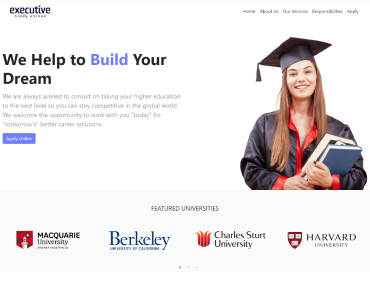 executive
study abroad
Home About Us Our Services Responsibilities Apply
We Help to Build Your
Dream
We are always availed to consult on taking your higher education
to the next level so you can stay competitive in the global world.
We welcome the opportunity to work with you "today" for
"tomorrow's" better career solutions.
Apply Online
FEATURED UNIVERSITIES
MACQUARIE
University
SYDNEY·AUSTRALIA
Berkeley
UNIVERSITY OF CALIFORNIA
Charles Sturt
University
HARVARD
UNIVERSITY